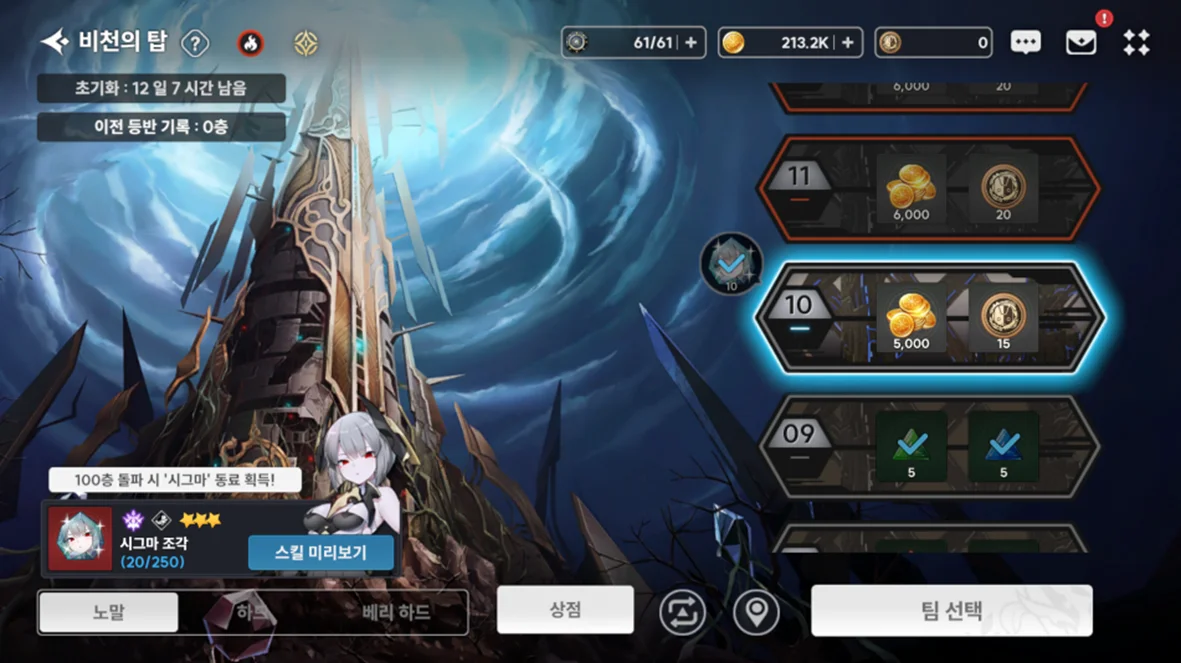 비천의 탑
?
61/61
+
213.2K
+
0
!
초기화 : 12 일 7 시간 남음
이전 등반 기록 : 0층
6,000
20
11
6,000
20
10
10
5,000
15
09
5
5
100층 돌파 시 '시그마' 동료 획득!
시그마 조각
(20/250)
스킬 미리보기
노말
하드
베리 하드
상점
팀 선택